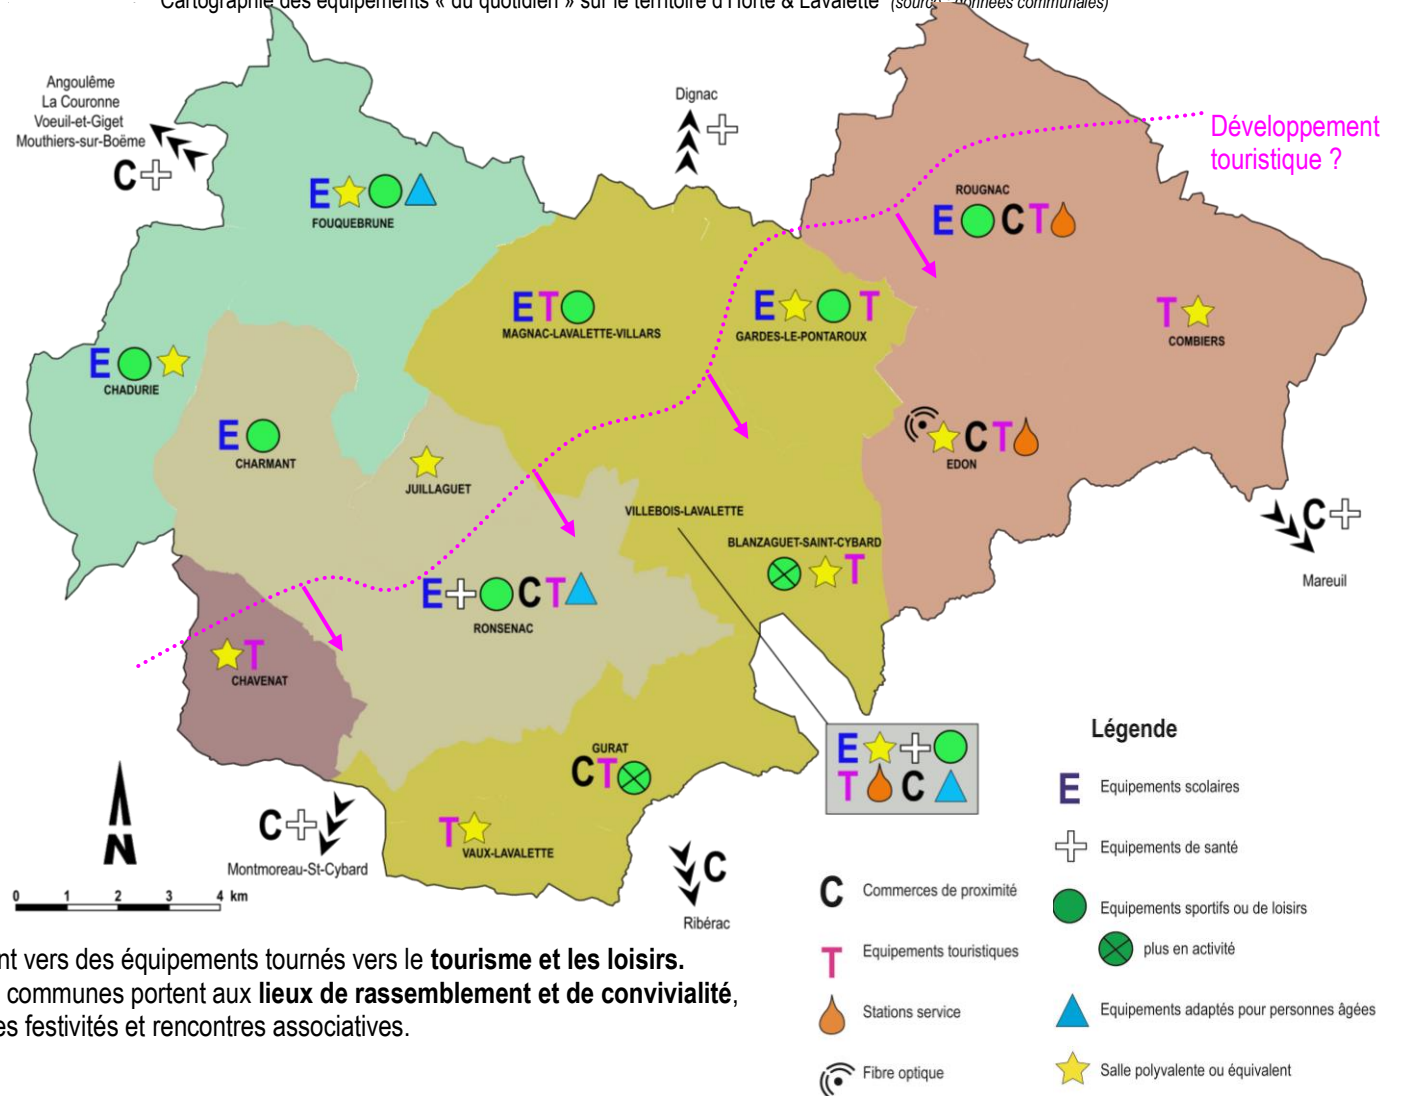 Cartographie des équipements « du quotidien » sur le territoire d'Horte & Lavalette (source données communales)
Angoulême
La Couronne
Voeuil-et-Giget
Mouthiers-sur-Boëme
C
Dignac
Développement
touristique ?
E
FOUQUEBRUNE
ROUGNAC
E C T
E T
MAGNAC-LAVALETTE-VILLARS
E T
GARDES-LE-PONTAROUX
T
COMBIERS
E
CHADURIE
E
CHARMANT
JUILLAGUET
C T
EDON
VILLEBOIS-LAVALETTE
BLANZAGUET-SAINT-CYBARD
T
C
Mareuil
E C T
RONSENAC
T
CHAVENAT
GURAT
C T
E
T C
T
VAUX-LAVALETTE
C
Montmoreau-St-Cybard
C
Ribérac
N
0 1 2 3 4 km
Légende
E Equipements scolaires
Equipements de santé
C Commerces de proximité
Equipements sportifs ou de loisirs
plus en activité
T Equipements touristiques
Stations service
Equipements adaptés pour personnes âgées
Fibre optique
Salle polyvalente ou équivalent
nt vers des équipements tournés vers le tourisme et les loisirs.
communes portent aux lieux de rassemblement et de convivialité,
es festivités et rencontres associatives.